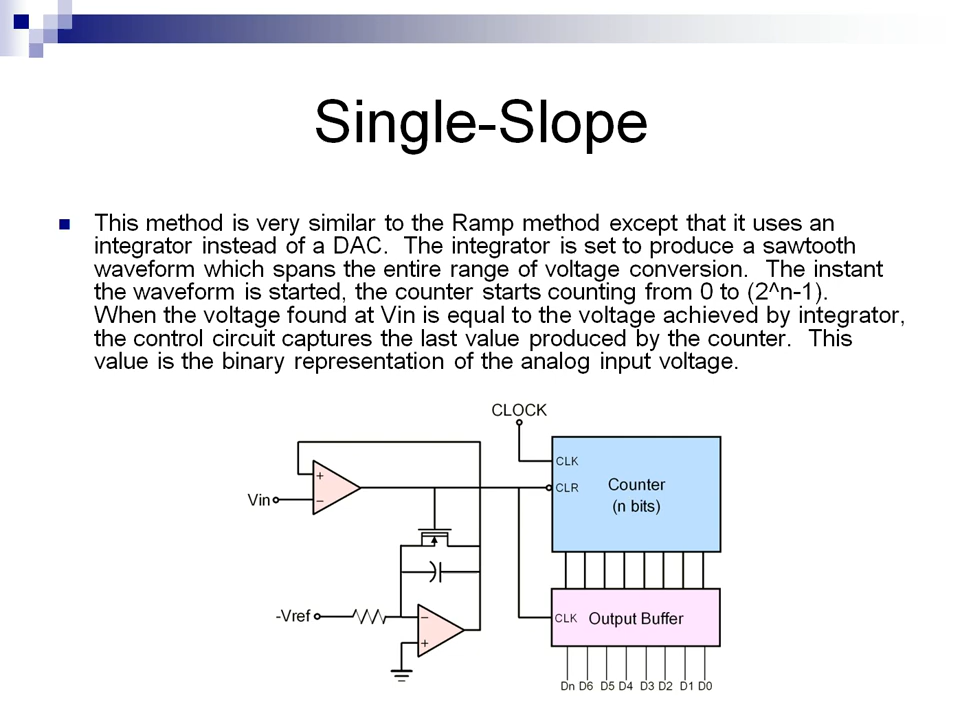 Single-Slope
This method is very similar to the Ramp method except that it uses an
integrator instead of a DAC. The integrator is set to produce a sawtooth
waveform which spans the entire range of voltage conversion. The instant
the waveform is started, the counter starts counting from 0 to (2^n-1).
When the voltage found at Vin is equal to the voltage achieved by integrator,
the control circuit captures the last value produced by the counter. This
value is the binary representation of the analog input voltage.
CLOCK
CLK
CLR
Counter
(n bits)
+
Vin
−
-Vref
−
+
CLK
Output Buffer
Dn D6 D5 D4 D3 D2 D1 D0